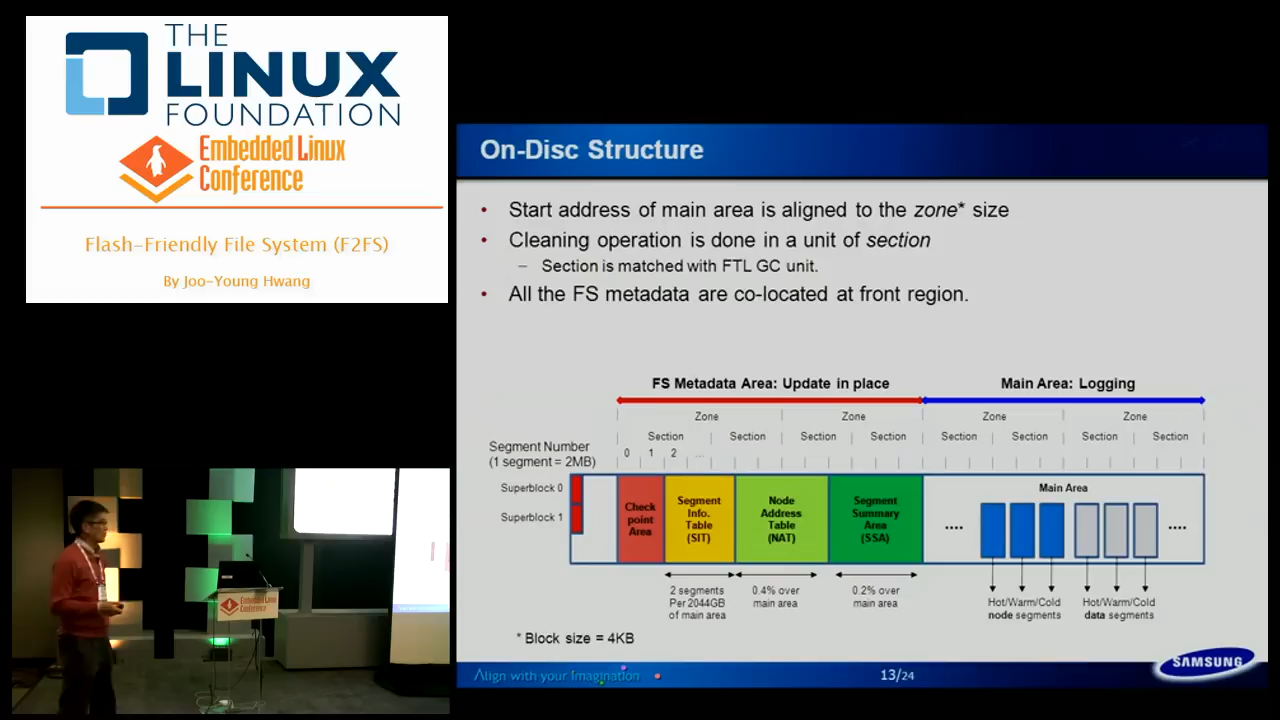 THE
LINUX
FOUNDATION
Embedded Linux
Conference
Flash-Friendly File System (F2FS)
By Joo-Young Hwang
On-Disc Structure
• Start address of main area is aligned to the zone* size
• Cleaning operation is done in a unit of section
– Section is matched with FTL GC unit.
• All the FS metadata are co-located at front region.
FS Metadata Area: Update in place
Main Area: Logging
Zone Zone Zone Zone
Section Section Section Section Section Section Section Section
Segment Number
(1 segment = 2MB)
0 1 2 ...
Superblock 0
Superblock 1
Check
point
Area
Segment
Info.
Table
(SIT)
Node
Address
Table
(NAT)
Segment
Summary
Area
(SSA)
Main Area
.... ....
2 segments
Per 2044GB
of main area
0.4% over
main area
0.2% over
main area
Hot/Warm/Cold
node segments
Hot/Warm/Cold
data segments
* Block size = 4KB
Align with your Imagination
13/24
SAMSUNG
Embedded Linux
Conference